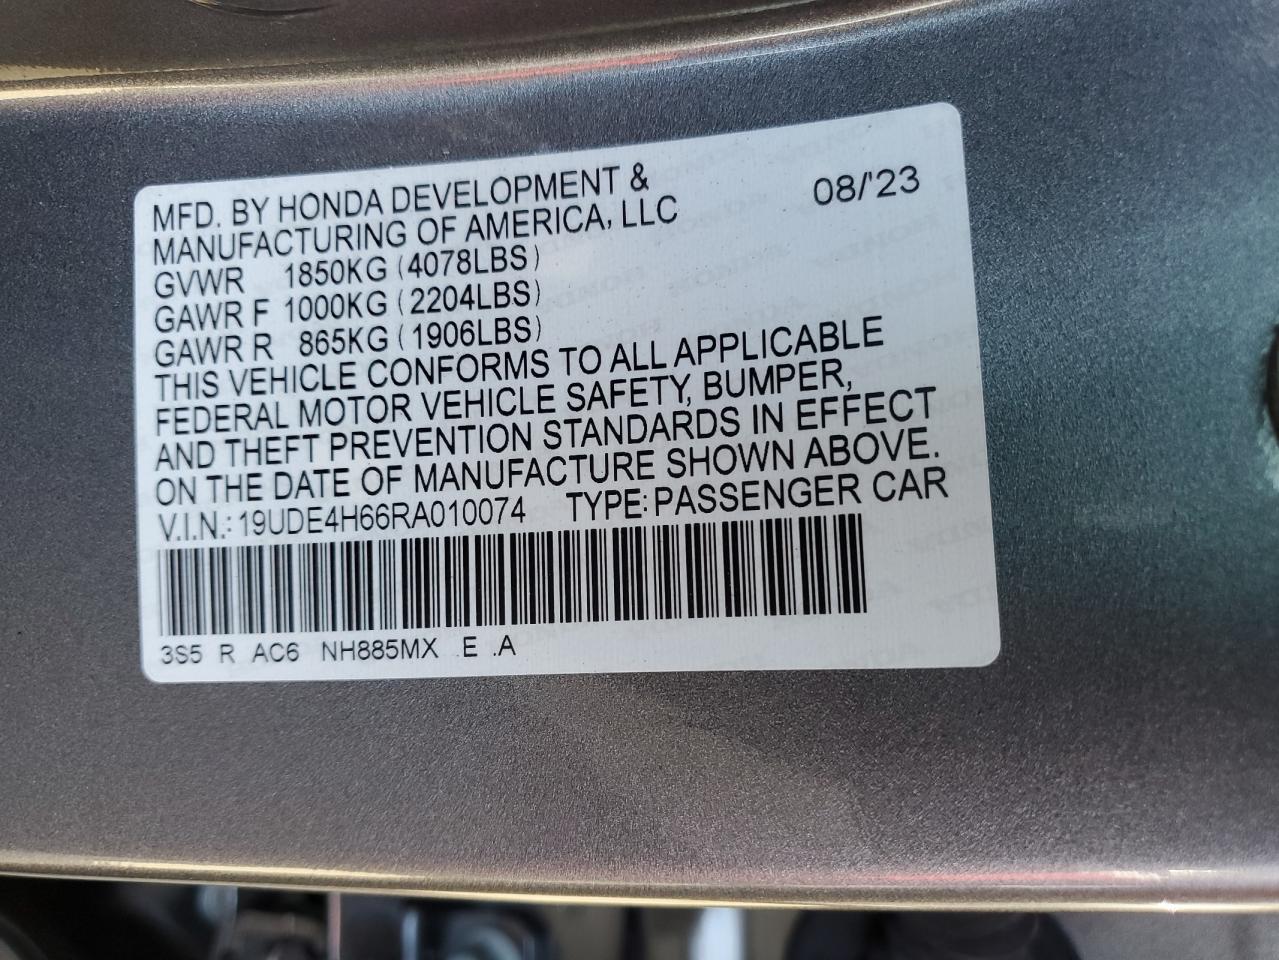 MFD. BY HONDA DEVELOPMENT &
MANUFACTURING OF AMERICA, LLC
08/'23
GVWR 1850KG (4078LBS)
GAWR F 1000KG (2204LBS)
GAWR R 865KG (1906LBS)
THIS VEHICLE CONFORMS TO ALL APPLICABLE
FEDERAL MOTOR VEHICLE SAFETY, BUMPER,
AND THEFT PREVENTION STANDARDS IN EFFECT
ON THE DATE OF MANUFACTURE SHOWN ABOVE.
V.I.N.: 19UDE4H66RA010074 TYPE: PASSENGER CAR
3S5 R AC6 NH885MX E .A